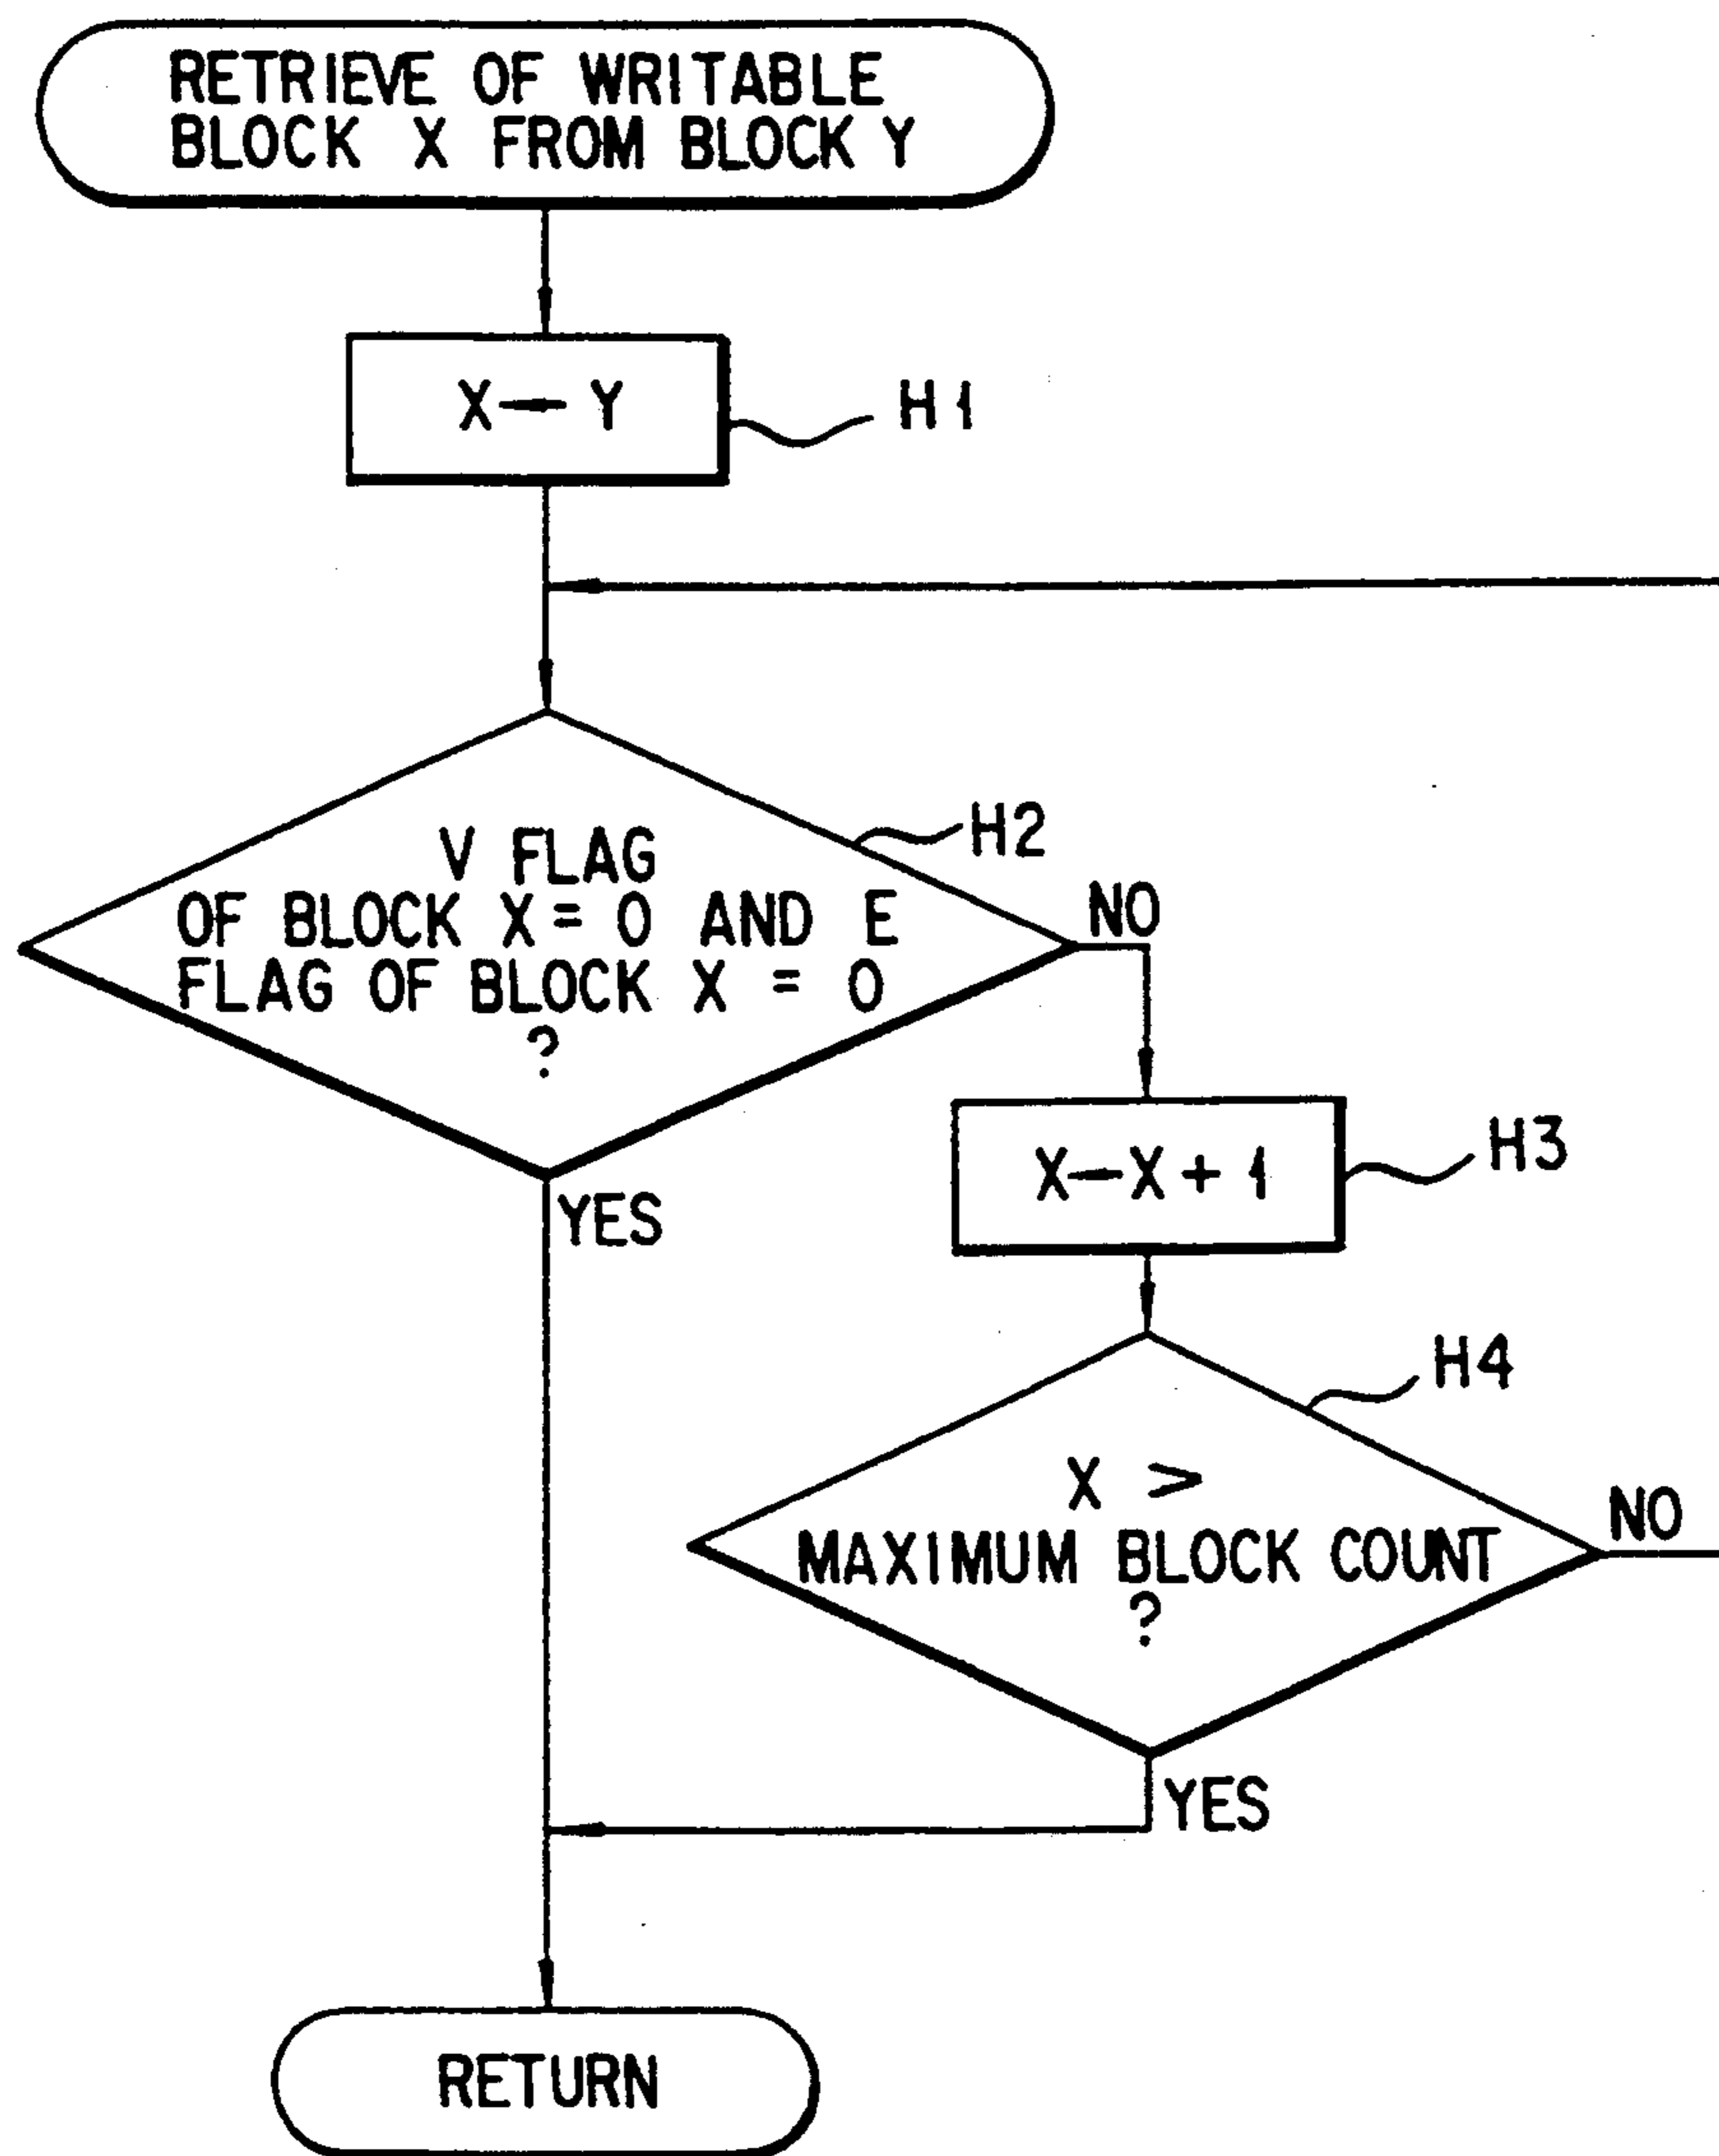 RETRIEVE OF WRITABLE
BLOCK X FROM BLOCK Y
X ← Y
H1
H2
V FLAG
OF BLOCK X = 0 AND E
FLAG OF BLOCK X = 0
?
NO
YES
X ← X + 1
H3
H4
X >
MAXIMUM BLOCK COUNT
?
NO
YES
RETURN